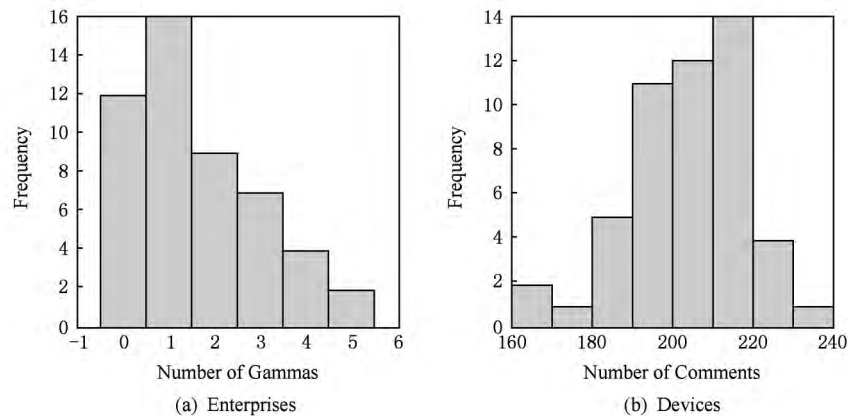 16
14
12
10
8
6
4
2
0
Frequency
-1 0 1 2 3 4 5 6
Number of Gammas
(a) Enterprises
14
12
10
8
6
4
2
0
Frequency
160 180 200 220 240
Number of Comments
(b) Devices